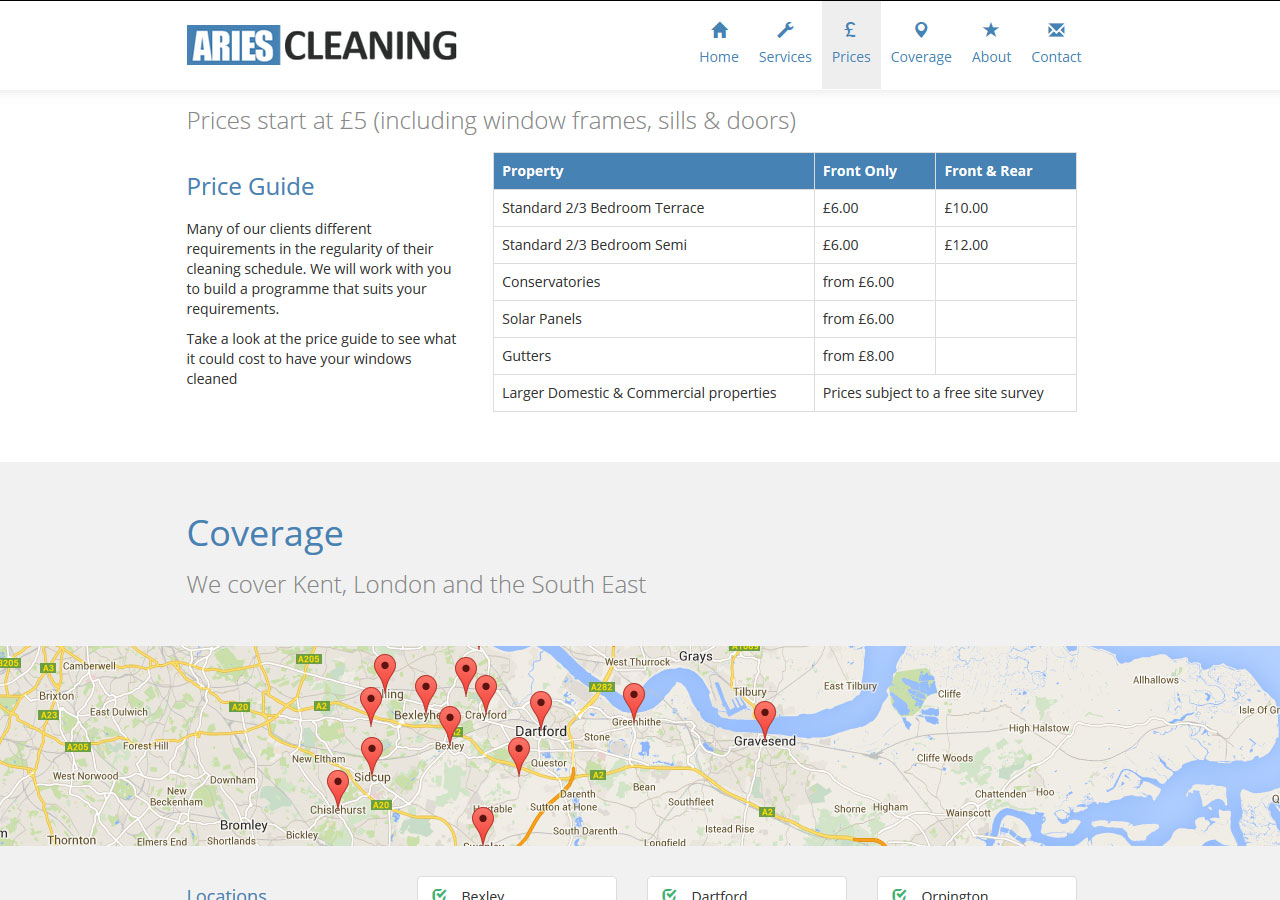 ARIES CLEANING
Home Services £ Prices Coverage About Contact
Prices start at £5 (including window frames, sills & doors)
Price Guide
Many of our clients different
requirements in the regularity of their
cleaning schedule. We will work with you
to build a programme that suits your
requirements.
Take a look at the price guide to see what
it could cost to have your windows
cleaned
Property Front Only Front & Rear
Standard 2/3 Bedroom Terrace £6.00 £10.00
Standard 2/3 Bedroom Semi £6.00 £12.00
Conservatories from £6.00
Solar Panels from £6.00
Gutters from £8.00
Larger Domestic & Commercial properties Prices subject to a free site survey
Coverage
We cover Kent, London and the South East
A205
A3
Camberwell
A205
West Thurrock
Grays
Brixton
A23
East Dulwich
A20
A2
Crayford
A282
Greenhithe
Tilbury
East Tilbury
Cliffe
Allhallows
High Halstow
A205
Forest Hill
New Eltham
Bexley
Dartford
Stone
Gravesend
Cliffe Woods
West Norwood
Downham
Sidcup
Questor
A2
New
Beckenham
Chislehurst
A20
Darenth
Bean
Sutton at Hone
Southfleet
A2
Shorne
Higham
Chattenden
Hoo
Wainscott
Thornton
Elmers End
Bromley
Shortlands
Bickley
South Darenth
Istead Rise
Longfield
Locations
Bexley
Dartford
Orpington